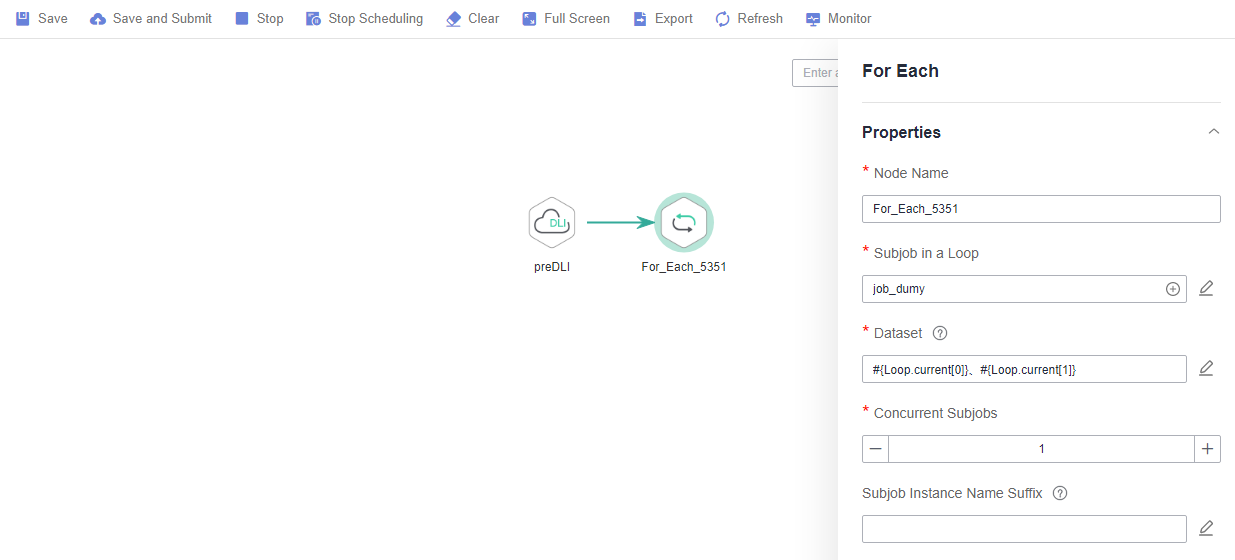 Save Save and Submit Stop Stop Scheduling Clear Full Screen Export Refresh Monitor
Enter a
For Each
Properties
* Node Name
For_Each_5351
* Subjob in a Loop
job_dumy
* Dataset ?
#{Loop.current[0]}、#{Loop.current[1]}
* Concurrent Subjobs
1
Subjob Instance Name Suffix ?
DLI
preDLI
For_Each_5351